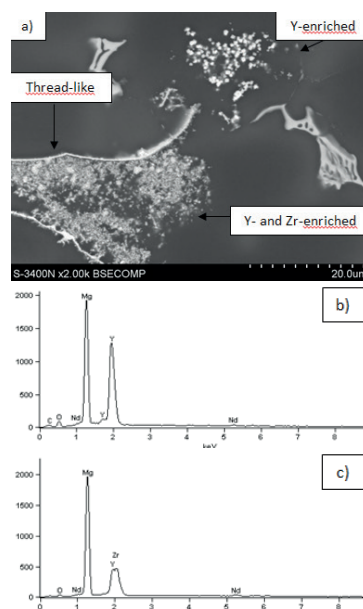 a)
Y-enriched
Thread-like
Y- and Zr-enriched
S-3400N x2.00k BSECOMP 20.0um
b)
2000
Mg
1500
Y
1000
500
C O Nd Y Nd
0
0 1 2 3 4 5 6 7 8
keV
c)
2000
Mg
1500
1000
Zr
Y
500
O Nd Nd
0
0 1 2 3 4 5 6 7 8